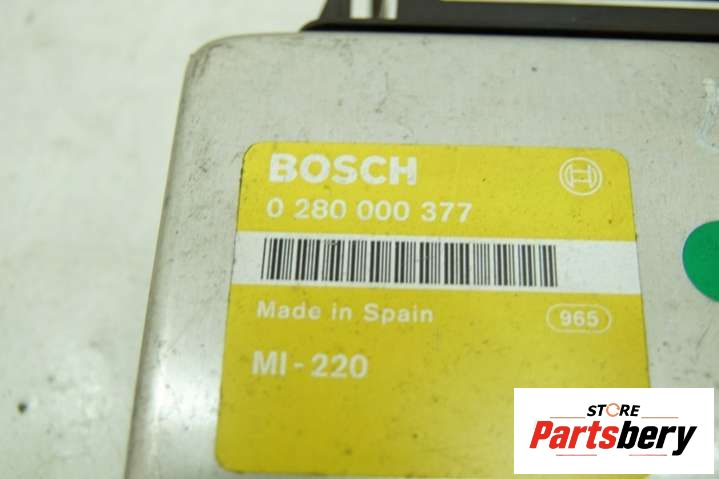 BOSCH
0 280 000 377
Made in Spain 965
MI-220
STORE
Partsbery